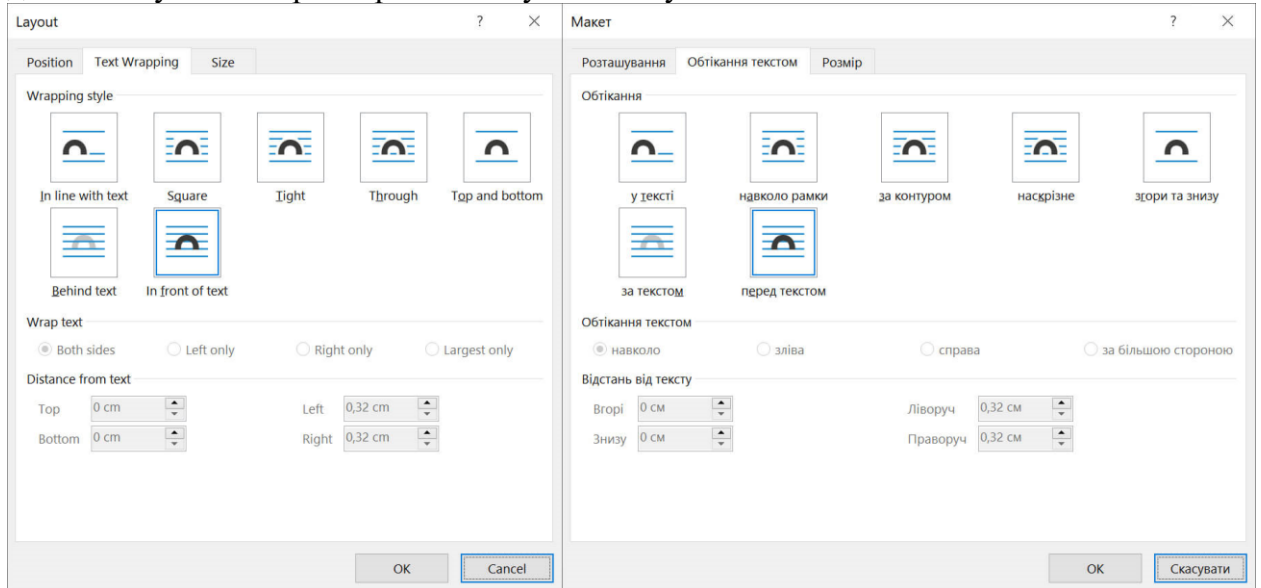 Layout ? ×
Position Text Wrapping Size
Wrapping style
In line with text Square Tight Through Top and bottom
Behind text In front of text
Wrap text
Both sides Left only Right only Largest only
Distance from text
Top 0 cm Left 0,32 cm
Bottom 0 cm Right 0,32 cm
OK Cancel
Макет ? ×
Розташування Обтікання текстом Розмір
Обтікання
у тексті навколо рамки за контуром наскрізне згори та знизу
за текстом перед текстом
Обтікання текстом
навколо зліва справа за більшою стороною
Відстань від тексту
Вгорі 0 см Ліворуч 0,32 см
Знизу 0 см Праворуч 0,32 см
OK Скасувати